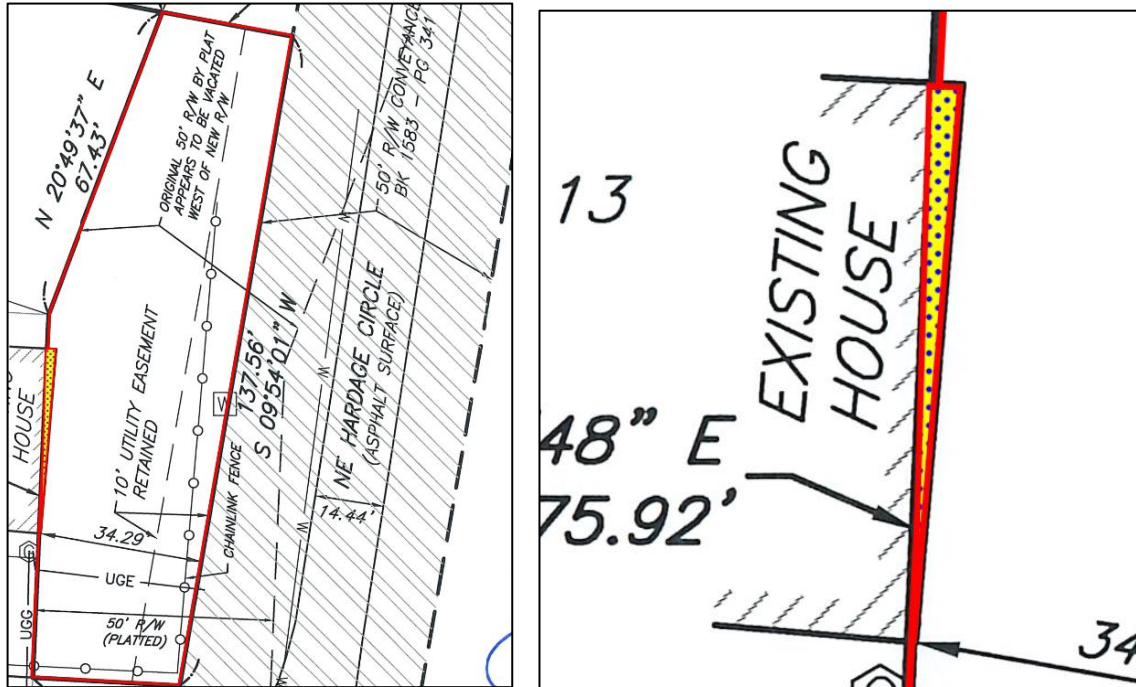 N 20°49'37" E
67.43'
ORIGINAL 50' R/W BY PLAT
APPEARS TO BE VACATED
WEST OF NEW R/W
50' R/W CONVEYANCE
BK 1583 - PG 341
HOUSE
10' UTILITY EASEMENT
RETAINED
W
137.56'
S 09°54'01" W
NE HARDAGE CIRCLE
(ASPHALT SURFACE)
W
W
W
W
14.44'
CHAINLINK FENCE
34.29'
UGE
UGG
50' R/W
(PLATTED)
13
EXISTING
HOUSE
48" E
75.92'
34